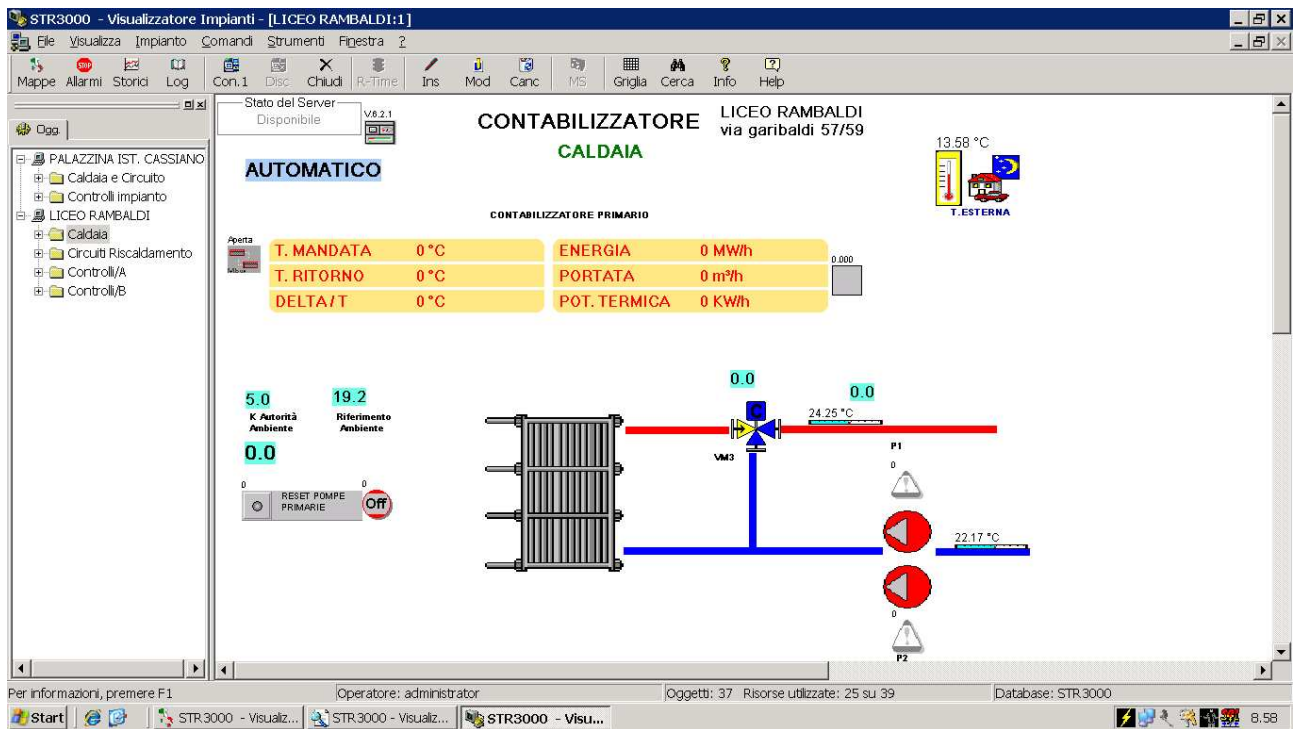 STR3000 - Visualizzatore Impianti - [LICEO RAMBALDI:1]
File Visualizza Impianto Comandi Strumenti Finestra ?
Mappe Allarmi Storici Log Con.1 Disc Chiudi R-Time Ins Mod Canc MS Griglia Cerca Info Help
Ogg.
PALAZZINA IST. CASSIANO
Caldaia e Circuito
Controlli impianto
LICEO RAMBALDI
Caldaia
Circuiti Riscaldamento
Controlli/A
Controlli/B
Stato del Server
Disponibile
V.6.2.1
CONTABILIZZATORE
CALDAIA
LICEO RAMBALDI
via garibaldi 57/59
13.58 °C
T.ESTERNA
AUTOMATICO
CONTABILIZZATORE PRIMARIO
Aperta
T. MANDATA 0 °C ENERGIA 0 MW/h
T. RITORNO 0 °C PORTATA 0 m³/h
DELTA / T 0 °C POT. TERMICA 0 KW/h
0.000
5.0 19.2
K Autorità Ambiente
Riferimento Ambiente
0.0
0 0
RESET POMPE PRIMARIE
Off
0.0
0.0
C
24.25 °C
VM3
P1
0
22.17 °C
0
P2
Per informazioni, premere F1 Operatore: administrator Oggetti: 37 Risorse utilizzate: 25 su 39 Database: STR3000
Start STR3000 - Visualiz... STR3000 - Visualiz... STR3000 - Visu... 8.58